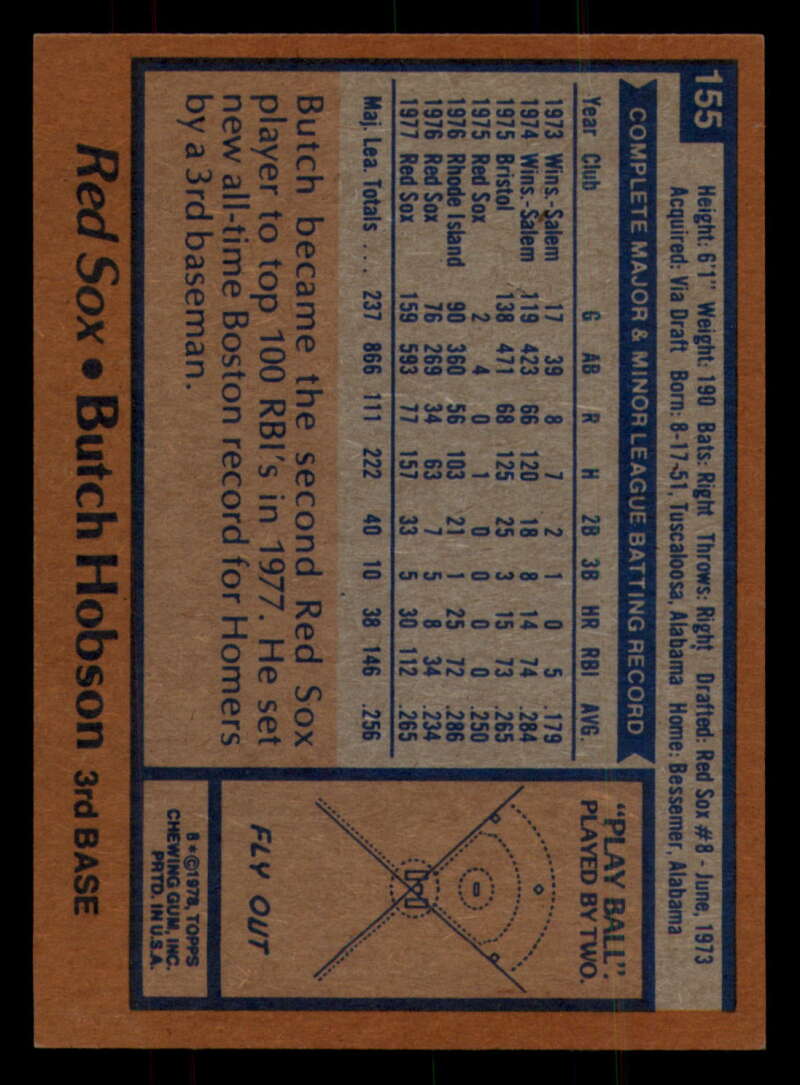 155
Height: 6'1" Weight: 190 Bats: Right Throws: Right Drafted: Red Sox #8 - June, 1973
Acquired: Via Draft Born: 8-17-51, Tuscaloosa, Alabama Home: Bessemer, Alabama
COMPLETE MAJOR & MINOR LEAGUE BATTING RECORD
Year Club G AB R H 2B 3B HR RBI AVG.
1973 Wins.-Salem 17 39 8 7 2 1 0 5 .179
1974 Wins.-Salem 119 423 66 120 18 8 14 74 .284
1975 Bristol 138 471 68 125 25 3 15 73 .265
1975 Red Sox 2 4 0 1 0 0 0 0 .250
1976 Rhode Island 90 360 56 103 21 1 25 72 .286
1976 Red Sox 76 269 34 63 7 5 8 34 .234
1977 Red Sox 159 593 77 157 33 5 30 112 .265
Maj. Lea. Totals ... 237 866 111 222 40 10 38 146 .256
Butch became the second Red Sox
player to top 100 RBI's in 1977. He set
new all-time Boston record for Homers
by a 3rd baseman.
"PLAY BALL".
PLAYED BY TWO.
FLY OUT
8*©1978, TOPPS
CHEWING GUM, INC.
PRTD. IN U.S.A.
Red Sox • Butch Hobson 3rd BASE